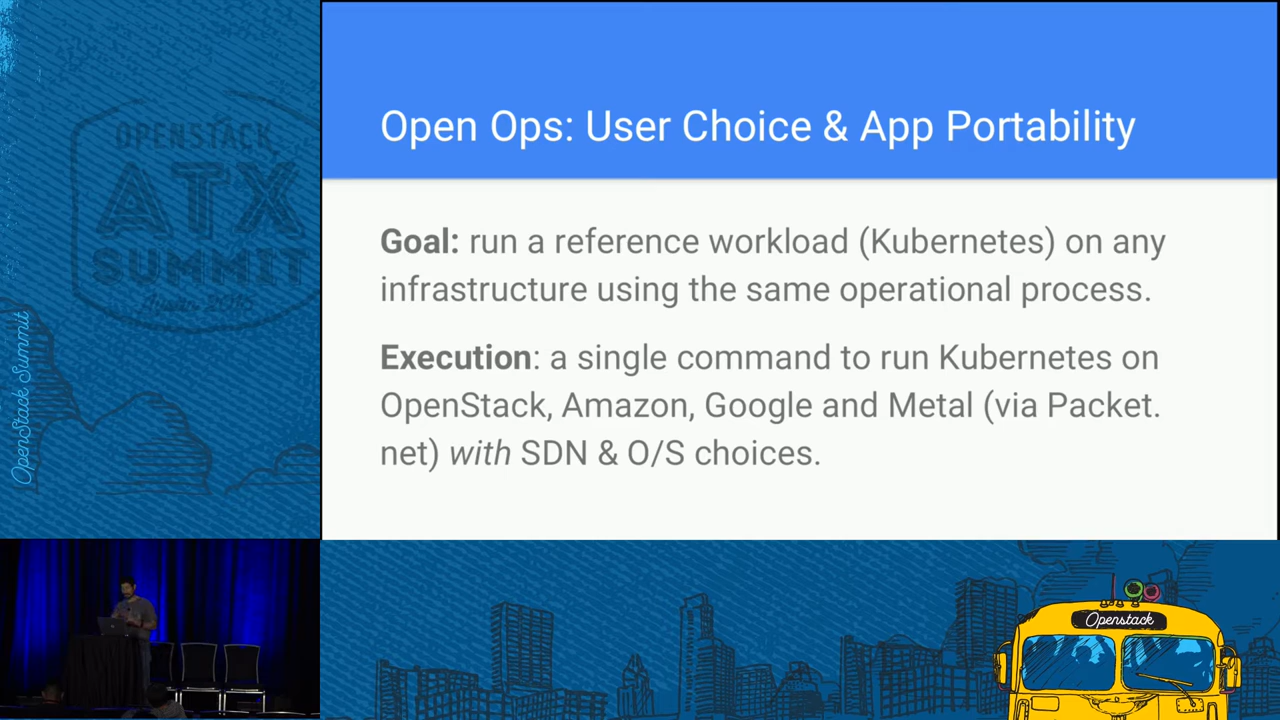 OPENSTACK
ATX
SUMMIT
Austin 2016
OpenStack Summit
Open Ops: User Choice & App Portability
Goal: run a reference workload (Kubernetes) on any
infrastructure using the same operational process.
Execution: a single command to run Kubernetes on
OpenStack, Amazon, Google and Metal (via Packet.
net) with SDN & O/S choices.
Openstack